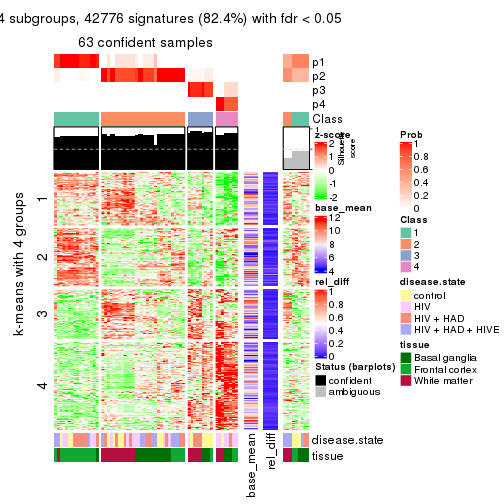 4 subgroups, 42776 signatures (82.4%) with fdr < 0.05
63 confident samples
p1
p2
p3
p4
Class
1
Silhouette
score
k-means with 4 groups
1
2
3
4
disease.state
tissue
base_mean
rel_diff
z-score
2
1
0
-1
-2
base_mean
12
10
8
6
4
rel_diff
1
0.8
0.6
0.4
0.2
0
Status (barplots)
confident
ambiguous
Prob
1
0.8
0.6
0.4
0.2
0
Class
1
2
3
4
disease.state
control
HIV
HIV + HAD
HIV + HAD + HIVE
tissue
Basal ganglia
Frontal cortex
White matter